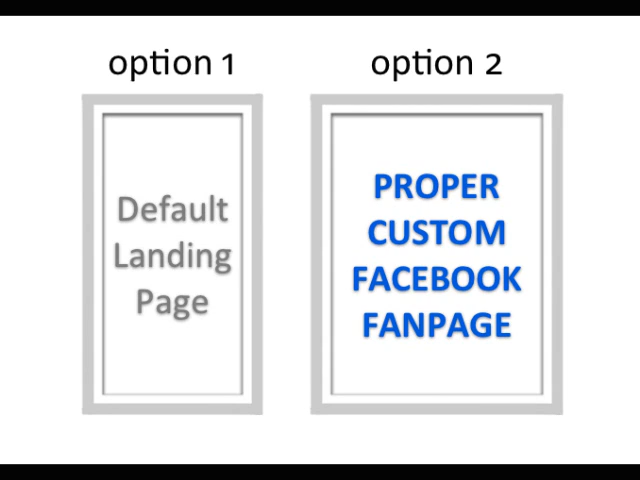 option 1
Default
Landing
Page
option 2
PROPER
CUSTOM
FACEBOOK
FANPAGE